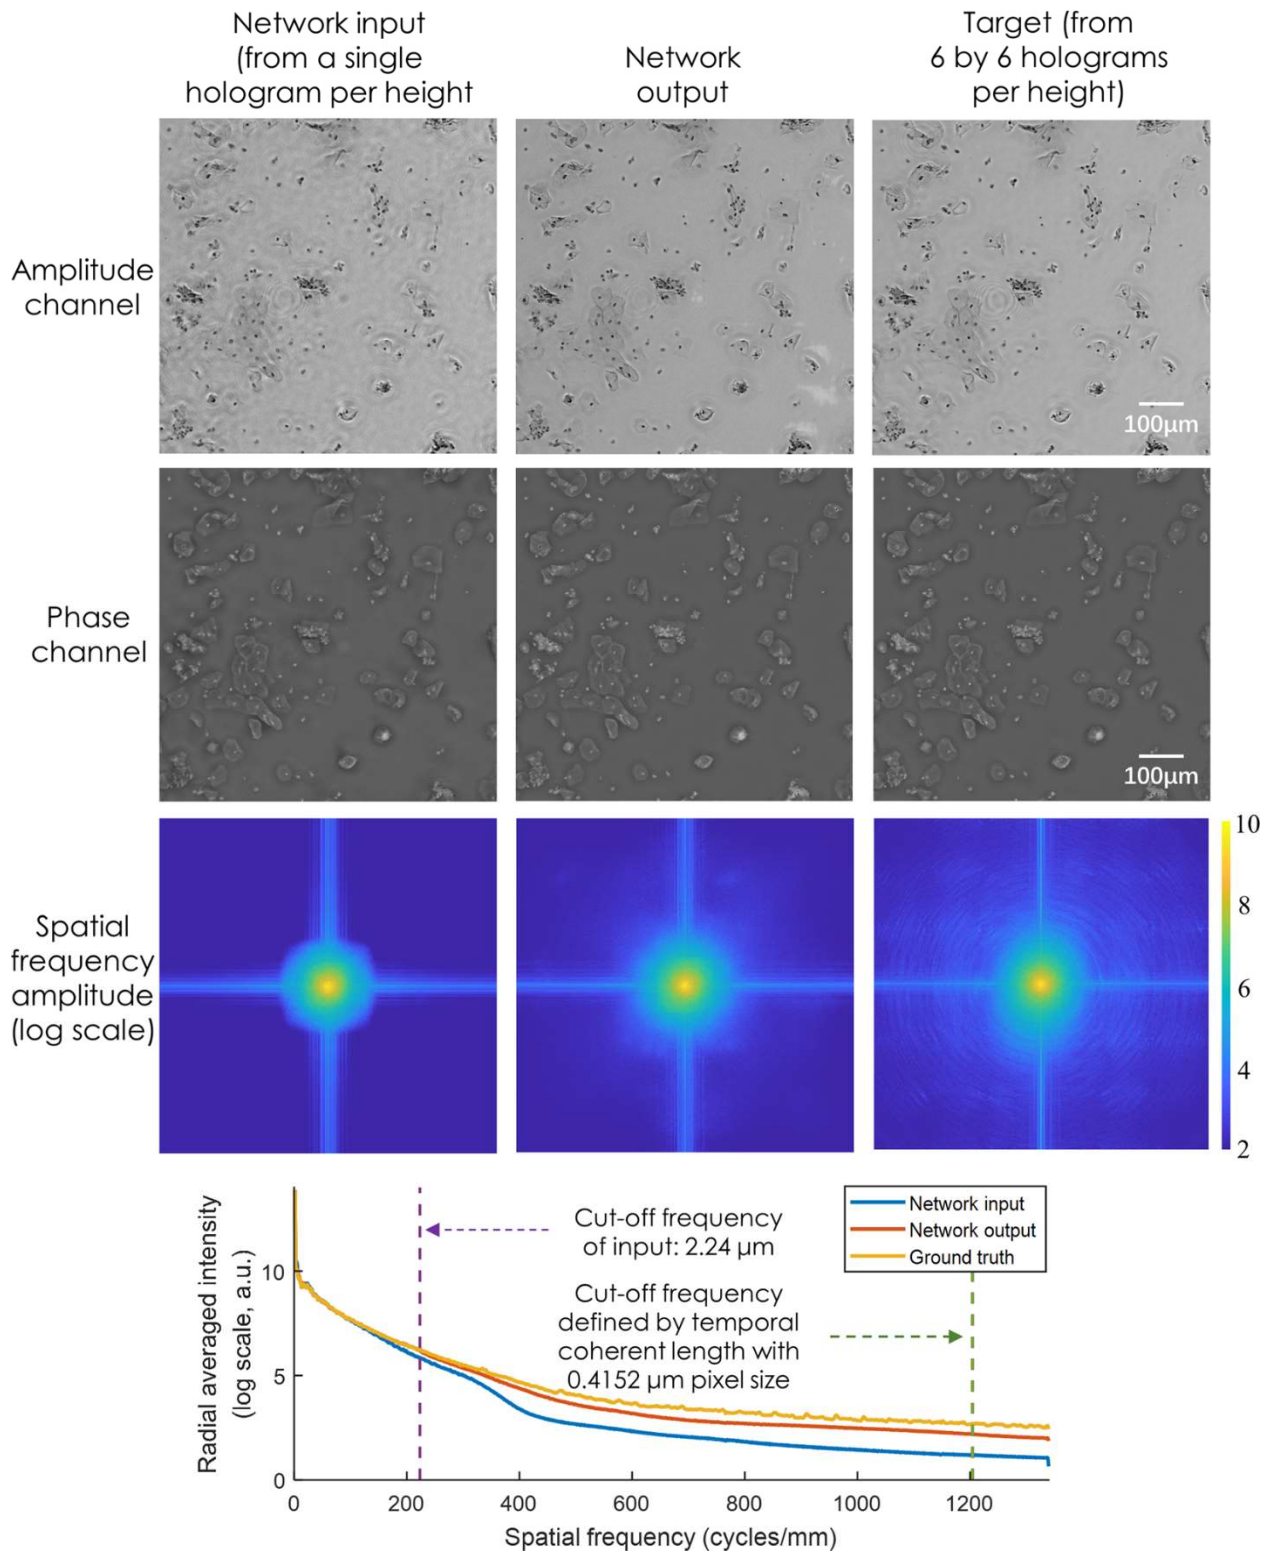 Network input
(from a single
hologram per height
Network
output
Target (from
6 by 6 holograms
per height)
Amplitude
channel
100µm
Phase
channel
100µm
Spatial
frequency
amplitude
(log scale)
10
8
6
4
2
Radial averaged intensity
(log scale, a.u.)
10
5
0
Cut-off frequency
of input: 2.24 µm
Cut-off frequency
defined by temporal
coherent length with
0.4152 µm pixel size
Network input
Network output
Ground truth
0
200
400
600
800
1000
1200
Spatial frequency (cycles/mm)